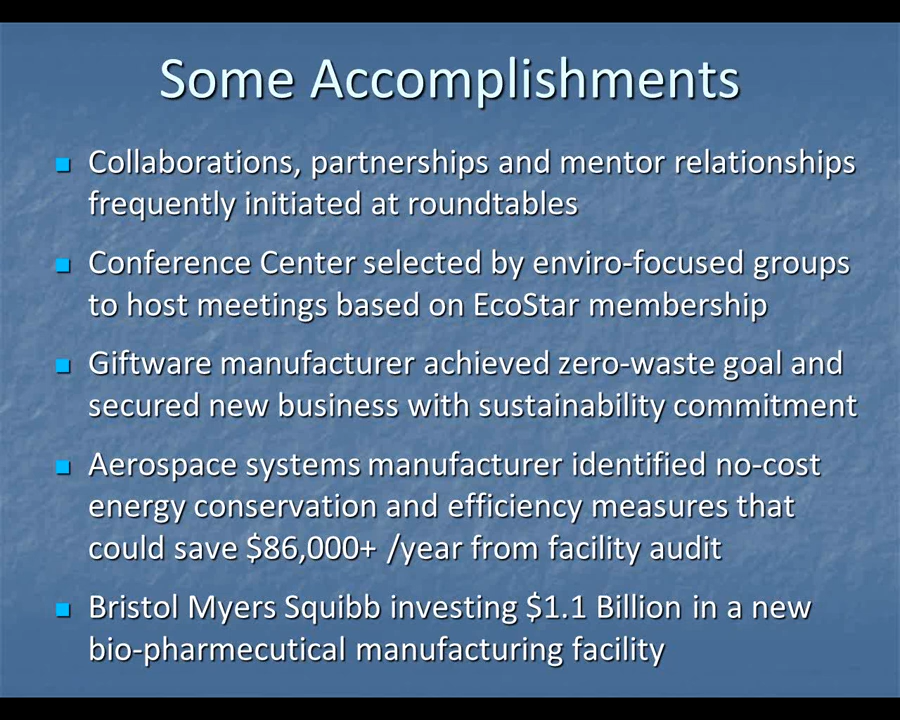 Some Accomplishments
Collaborations, partnerships and mentor relationships
frequently initiated at roundtables
Conference Center selected by enviro-focused groups
to host meetings based on EcoStar membership
Giftware manufacturer achieved zero-waste goal and
secured new business with sustainability commitment
Aerospace systems manufacturer identified no-cost
energy conservation and efficiency measures that
could save $86,000+ /year from facility audit
Bristol Myers Squibb investing $1.1 Billion in a new
bio-pharmecutical manufacturing facility